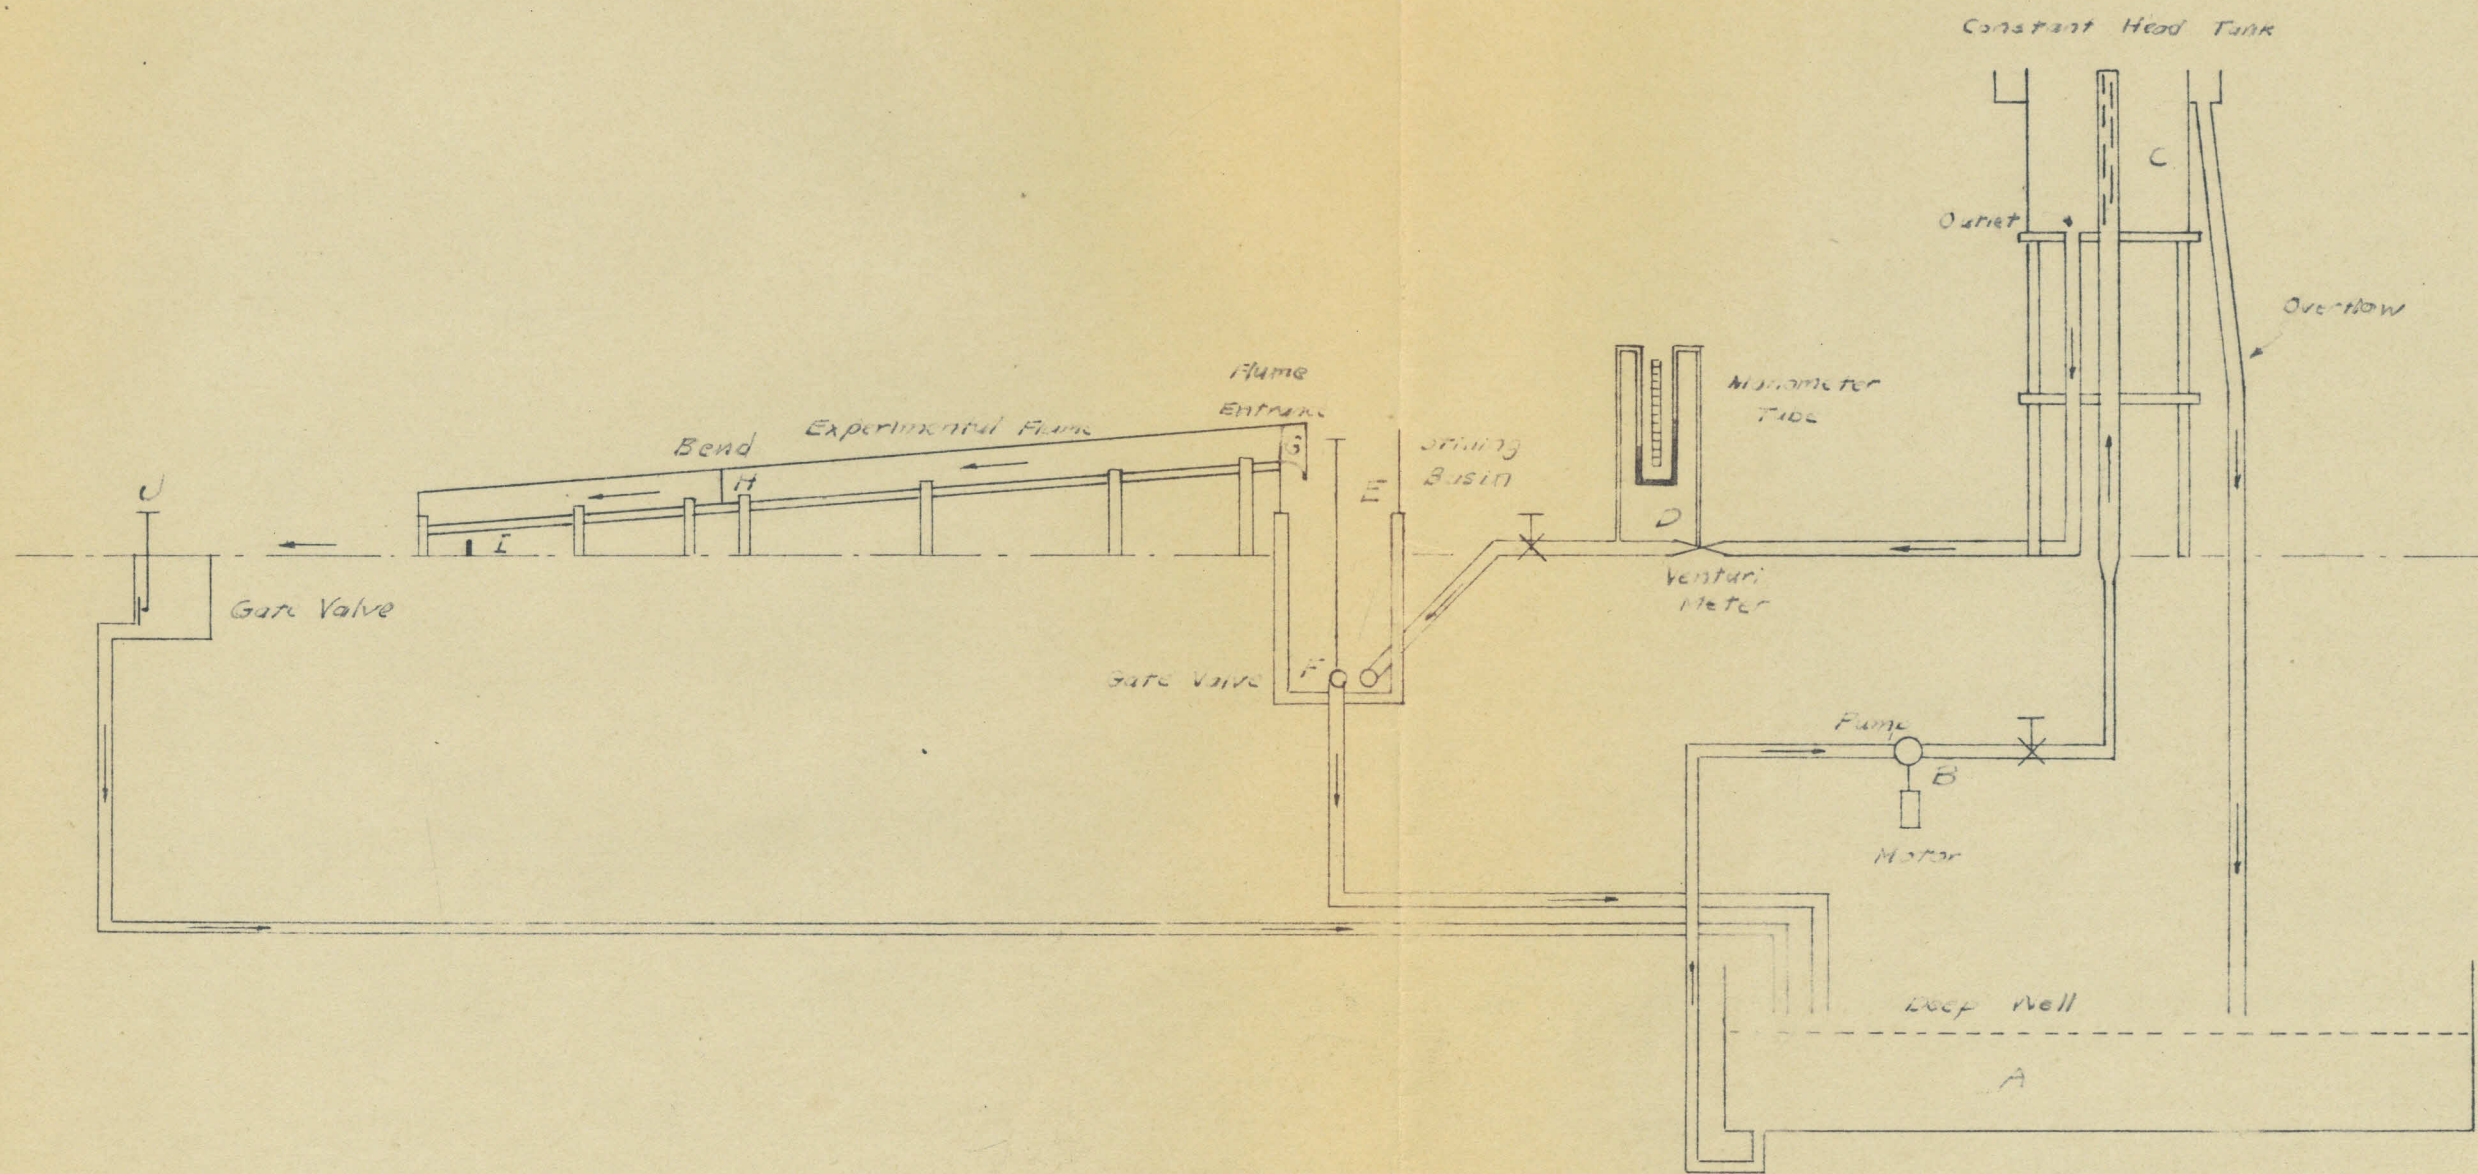 Constant Head Tank
C
Outlet
Overflow
Flume
Entrance
G
Manometer
Tube
Experimental Flume
Bend
H
Stilling
Basin
E
J
D
I
Venturi
Meter
Gate Valve
F
Gate Valve
Pump
B
Motor
Deep Well
A